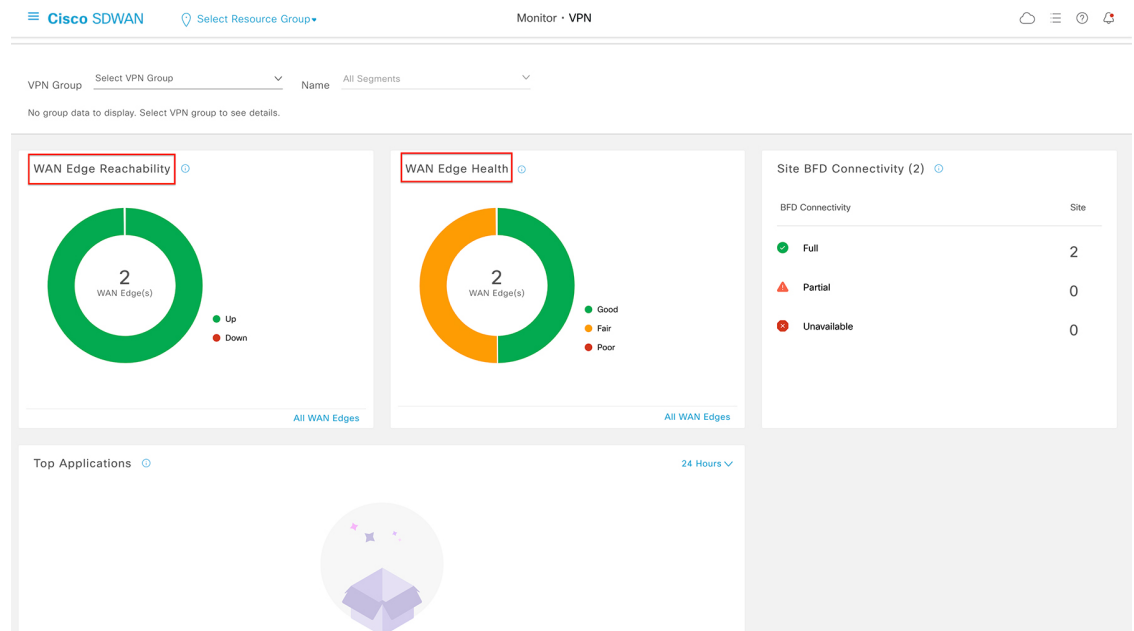 Cisco SDWAN
Select Resource Group
Monitor · VPN
VPN Group
Select VPN Group
Name
All Segments
No group data to display. Select VPN group to see details.
WAN Edge Reachability
2
WAN Edge(s)
Up
Down
All WAN Edges
WAN Edge Health
2
WAN Edge(s)
Good
Fair
Poor
All WAN Edges
Site BFD Connectivity (2)
BFD Connectivity Site
Full 2
Partial 0
Unavailable 0
Top Applications
24 Hours